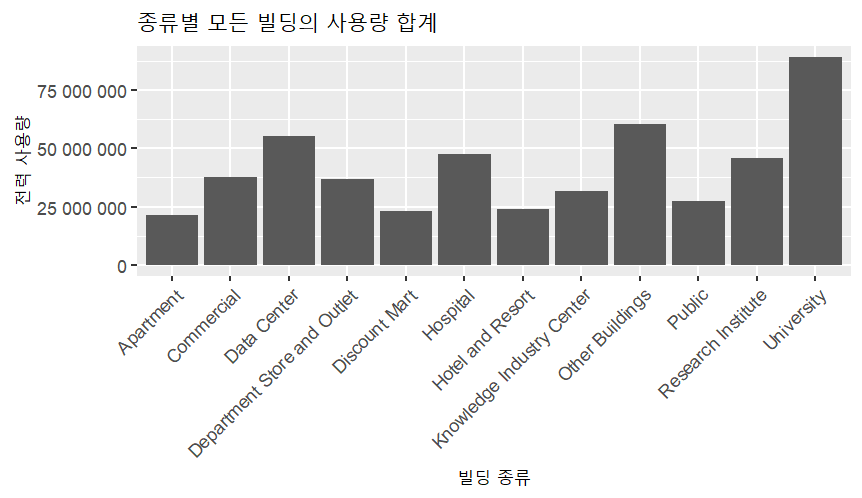 종류별 모든 빌딩의 사용량 합계
전력 사용량
75 000 000
50 000 000
25 000 000
0
Apartment
Commercial
Data Center
Department Store and Outlet
Discount Mart
Hospital
Hotel and Resort
Knowledge Industry Center
Other Buildings
Public
Research Institute
University
빌딩 종류